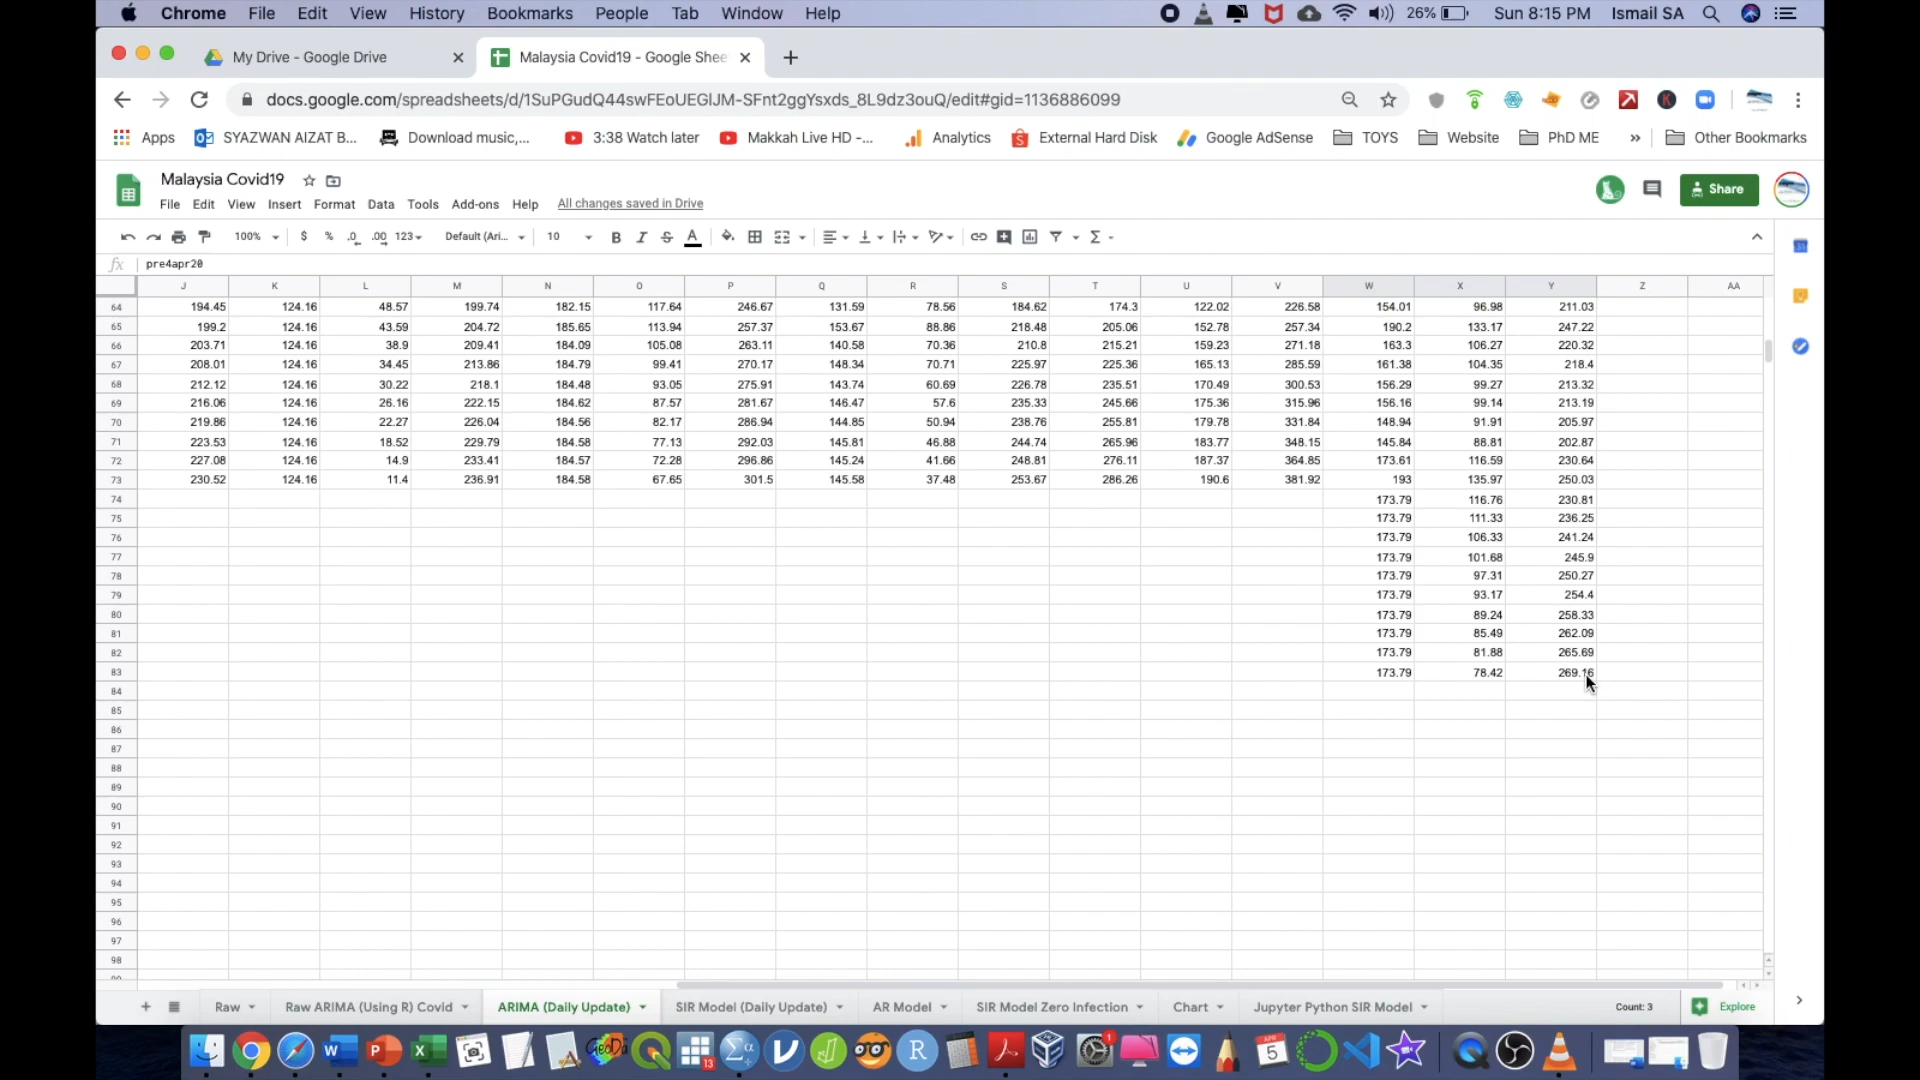 Chrome File Edit View History Bookmarks People Tab Window Help 26% Sun 8:15 PM Ismail SA
My Drive - Google Drive Malaysia Covid19 - Google Shee
docs.google.com/spreadsheets/d/1SuPGudQ44swFEoUEGlJM-SFnt2ggYsxds_8L9dz3ouQ/edit#gid=1136886099
Apps SYAZWAN AIZAT B... Download music,... 3:38 Watch later Makkah Live HD -... Analytics External Hard Disk Google AdSense TOYS Website PhD ME » Other Bookmarks
Malaysia Covid19
Share
File Edit View Insert Format Data Tools Add-ons Help All changes saved in Drive
100% $ % .0 .00 123 Default (Ari... 10 B I S A Σ
fx pre4apr20
J K L M N O P Q R S T U V W X Y Z AA
64 194.45 124.16 48.57 199.74 182.15 117.64 246.67 131.59 78.56 184.62 174.3 122.02 226.58 154.01 96.98 211.03
65 199.2 124.16 43.59 204.72 185.65 113.94 257.37 153.67 88.86 218.48 205.06 152.78 257.34 190.2 133.17 247.22
66 203.71 124.16 38.9 209.41 184.09 105.08 263.11 140.58 70.36 210.8 215.21 159.23 271.18 163.3 106.27 220.32
67 208.01 124.16 34.45 213.86 184.79 99.41 270.17 148.34 70.71 225.97 225.36 165.13 285.59 161.38 104.35 218.4
68 212.12 124.16 30.22 218.1 184.48 93.05 275.91 143.74 60.69 226.78 235.51 170.49 300.53 156.29 99.27 213.32
69 216.06 124.16 26.16 222.15 184.62 87.57 281.67 146.47 57.6 235.33 245.66 175.36 315.96 156.16 99.14 213.19
70 219.86 124.16 22.27 226.04 184.56 82.17 286.94 144.85 50.94 238.76 255.81 179.78 331.84 148.94 91.91 205.97
71 223.53 124.16 18.52 229.79 184.58 77.13 292.03 145.81 46.88 244.74 265.96 183.77 348.15 145.84 88.81 202.87
72 227.08 124.16 14.9 233.41 184.57 72.28 296.86 145.24 41.66 248.81 276.11 187.37 364.85 173.61 116.59 230.64
73 230.52 124.16 11.4 236.91 184.58 67.65 301.5 145.58 37.48 253.67 286.26 190.6 381.92 193 135.97 250.03
74 173.79 116.76 230.81
75 173.79 111.33 236.25
76 173.79 106.33 241.24
77 173.79 101.68 245.9
78 173.79 97.31 250.27
79 173.79 93.17 254.4
80 173.79 89.24 258.33
81 173.79 85.49 262.09
82 173.79 81.88 265.69
83 173.79 78.42 269.16
84
85
86
87
88
89
90
91
92
93
94
95
96
97
98
Raw Raw ARIMA (Using R) Covid ARIMA (Daily Update) SIR Model (Daily Update) AR Model SIR Model Zero Infection Chart Jupyter Python SIR Model Count: 3 Explore